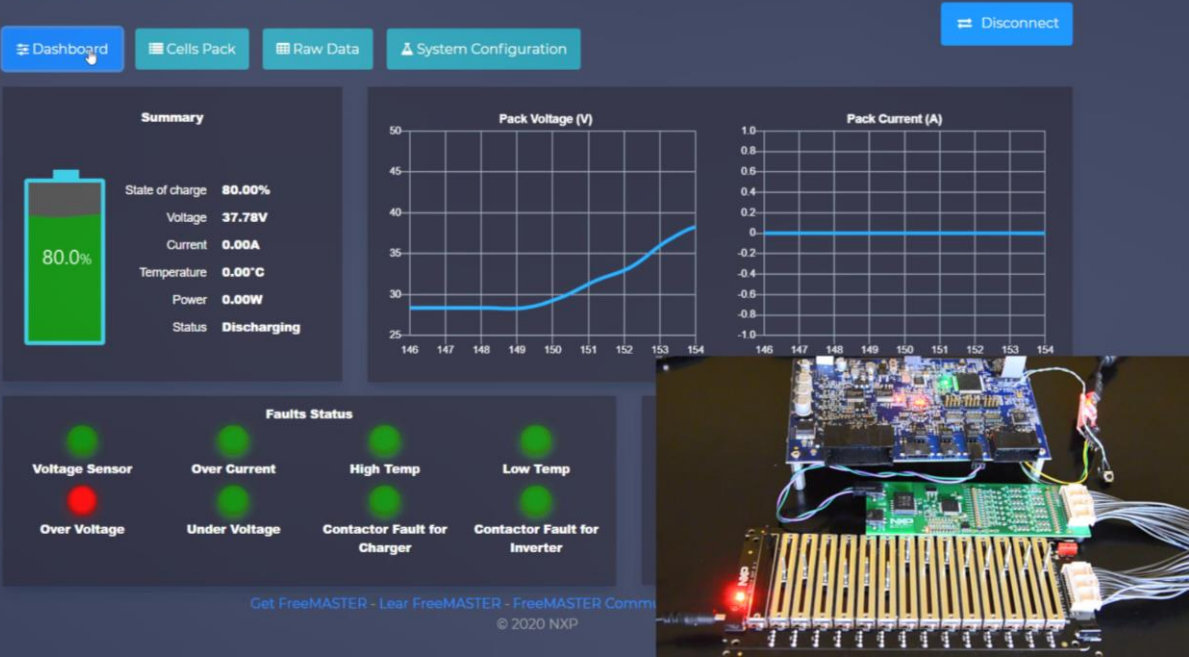 Disconnect
Dashboard
Cells Pack
Raw Data
System Configuration
Summary
State of charge 80.00%
Voltage 37.78V
Current 0.00A
Temperature 0.00°C
Power 0.00W
Status Discharging
80.0%
Pack Voltage (V)
50
45
40
35
30
25
146 147 148 149 150 151 152 153 154
Pack Current (A)
1.0
0.8
0.6
0.4
0.2
0
-0.2
-0.4
-0.6
-0.8
-1.0
146 147 148 149 150 151 152 153 154
Faults Status
Voltage Sensor
Over Current
High Temp
Low Temp
Over Voltage
Under Voltage
Contactor Fault for
Charger
Contactor Fault for
Inverter
Get FreeMASTER - Lear FreeMASTER - FreeMASTER Commu
© 2020 NXP
NXP
NXP